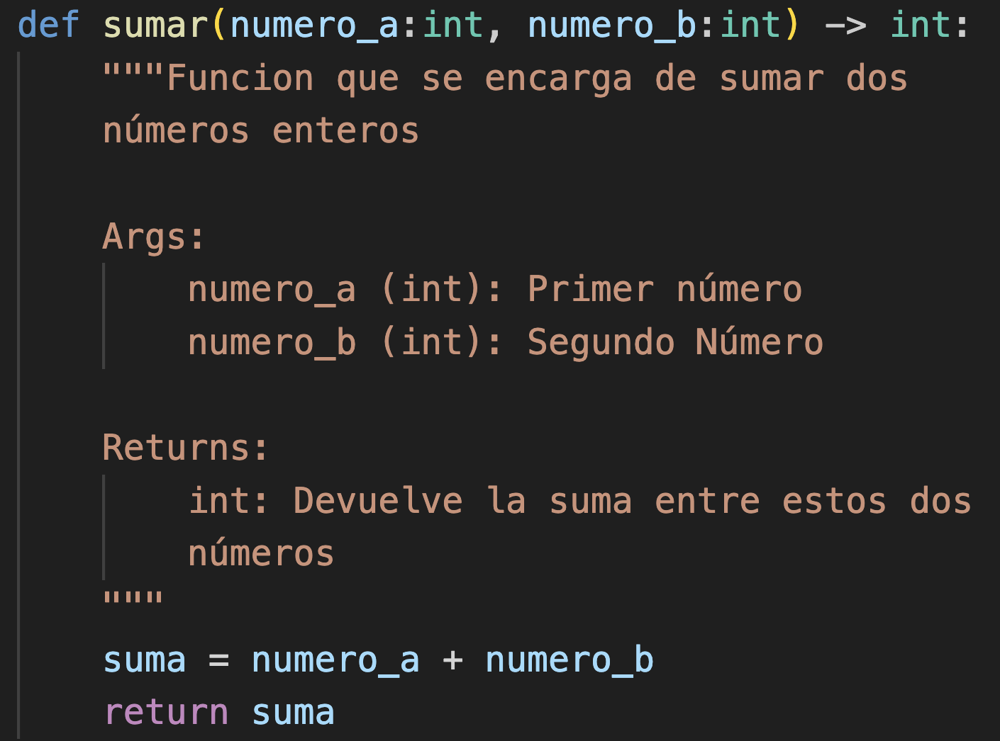 def sumar(numero_a:int, numero_b:int) -> int:
    """Funcion que se encarga de sumar dos
    números enteros

    Args:
        numero_a (int): Primer número
        numero_b (int): Segundo Número

    Returns:
        int: Devuelve la suma entre estos dos
        números
    """
    suma = numero_a + numero_b
    return suma